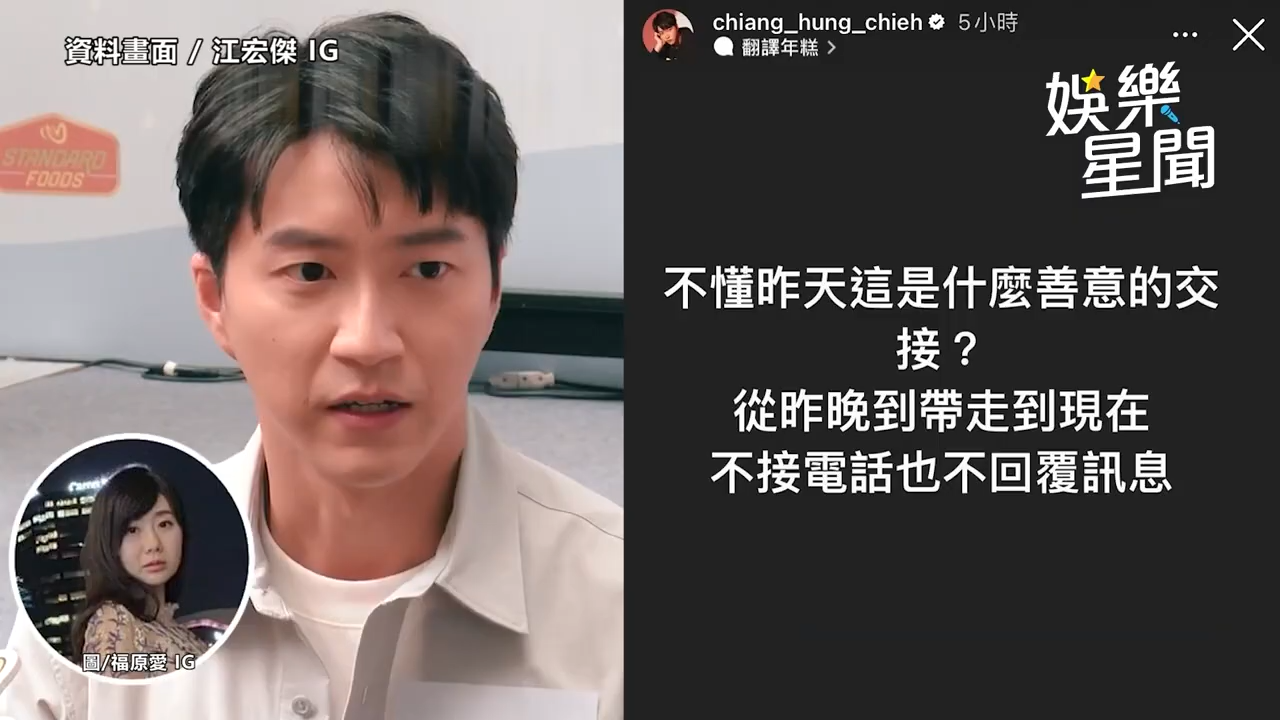 資料畫面 / 江宏傑 IG
STANDARD
FOODS
圖/福原愛 IG
chiang_hung_chieh 5小時
翻譯年糕 >
娛樂
星聞
不懂昨天這是什麼善意的交
接？
從昨晚到帶走到現在
不接電話也不回覆訊息